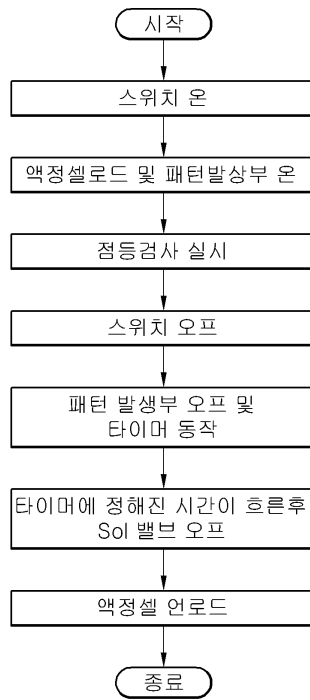 시작
스위치 온
액정셀로드 및 패턴발상부 온
점등검사 실시
스위치 오프
패턴 발생부 오프 및
타이머 동작
타이머에 정해진 시간이 흐른후
Sol 밸브 오프
액정셀 언로드
종료